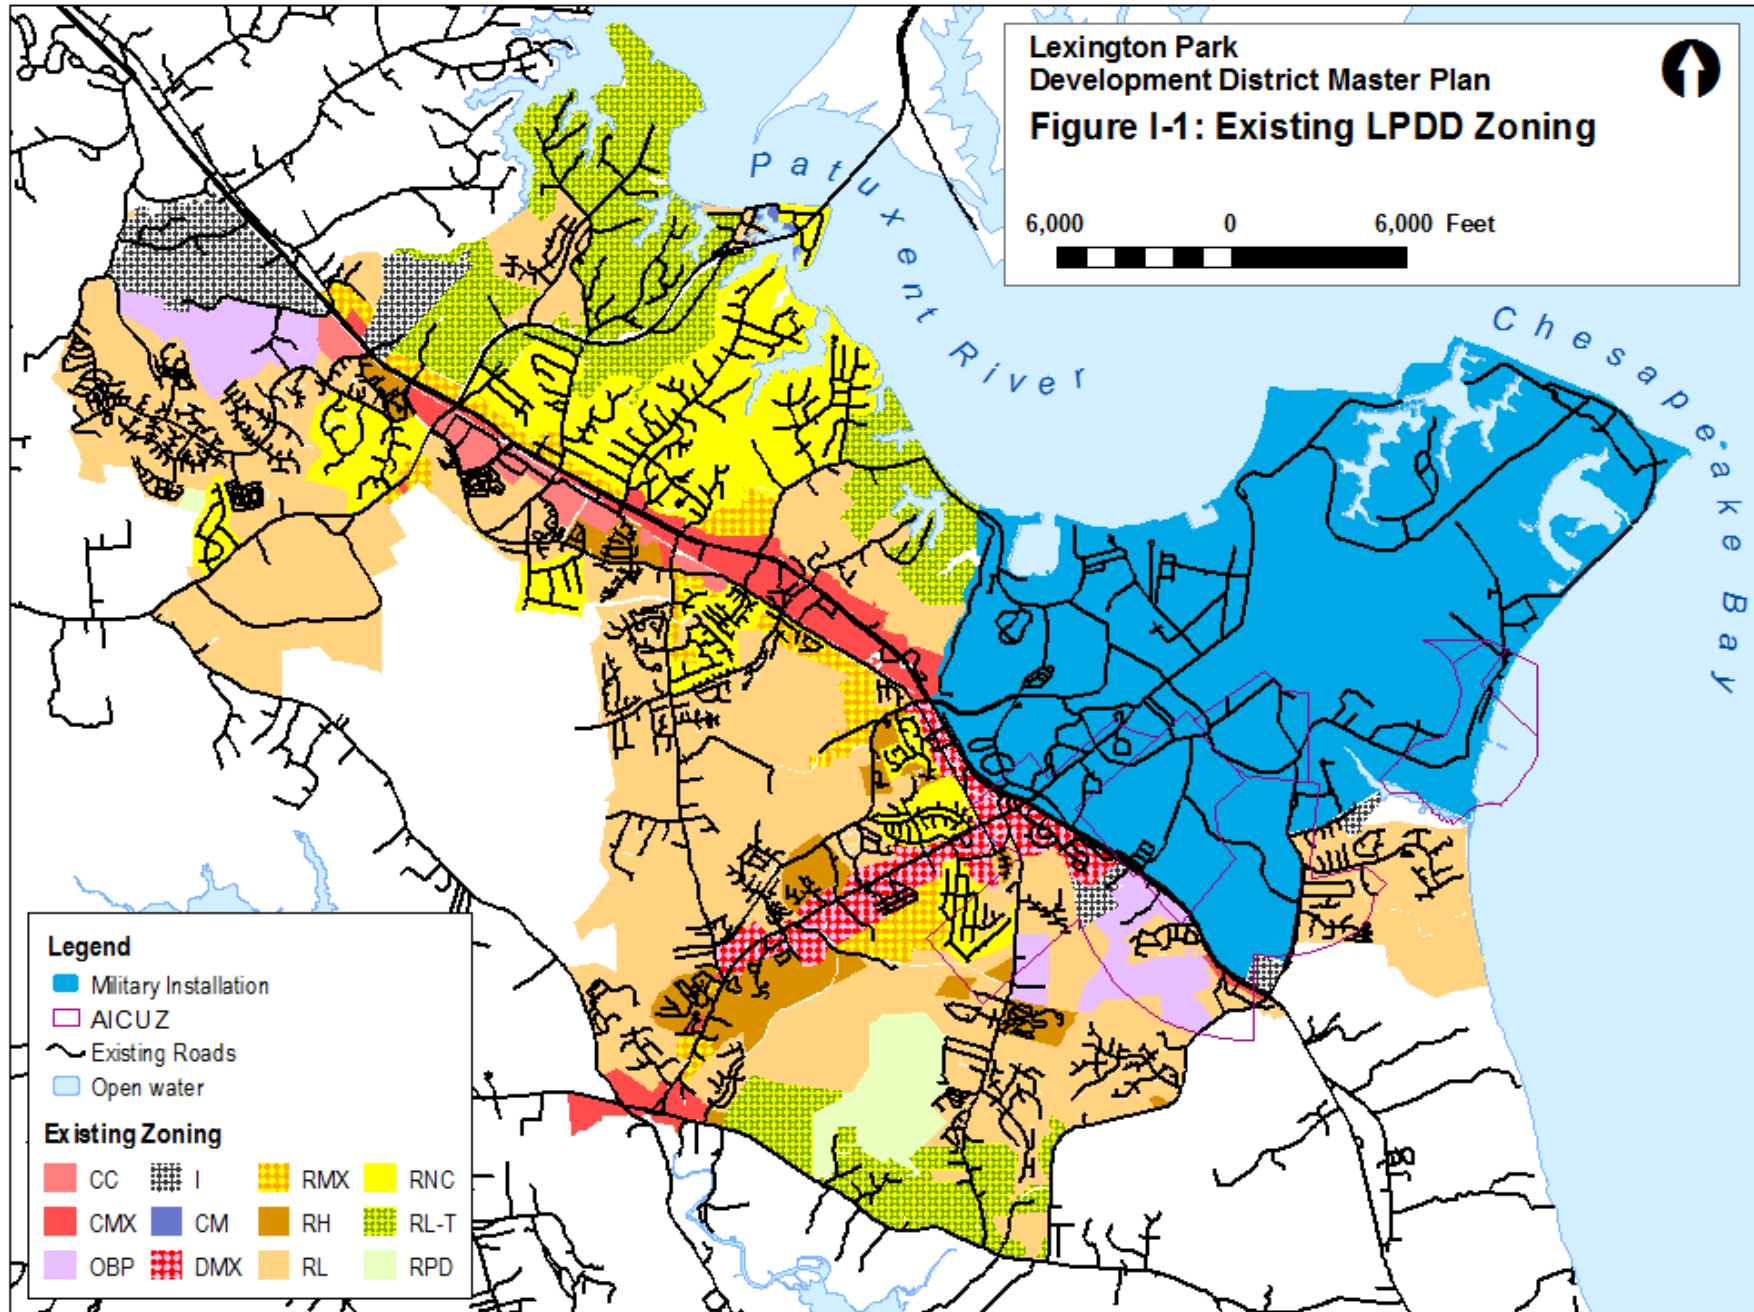 Lexington Park
Development District Master Plan
Figure I-1: Existing LPDD Zoning
6,000 0 6,000 Feet
Patuxent River
Chesapeake Bay
Legend
Military Installation
AICUZ
Existing Roads
Open water
Existing Zoning
CC I RMX RNC
CMX CM RH RL-T
OBP DMX RL RPD